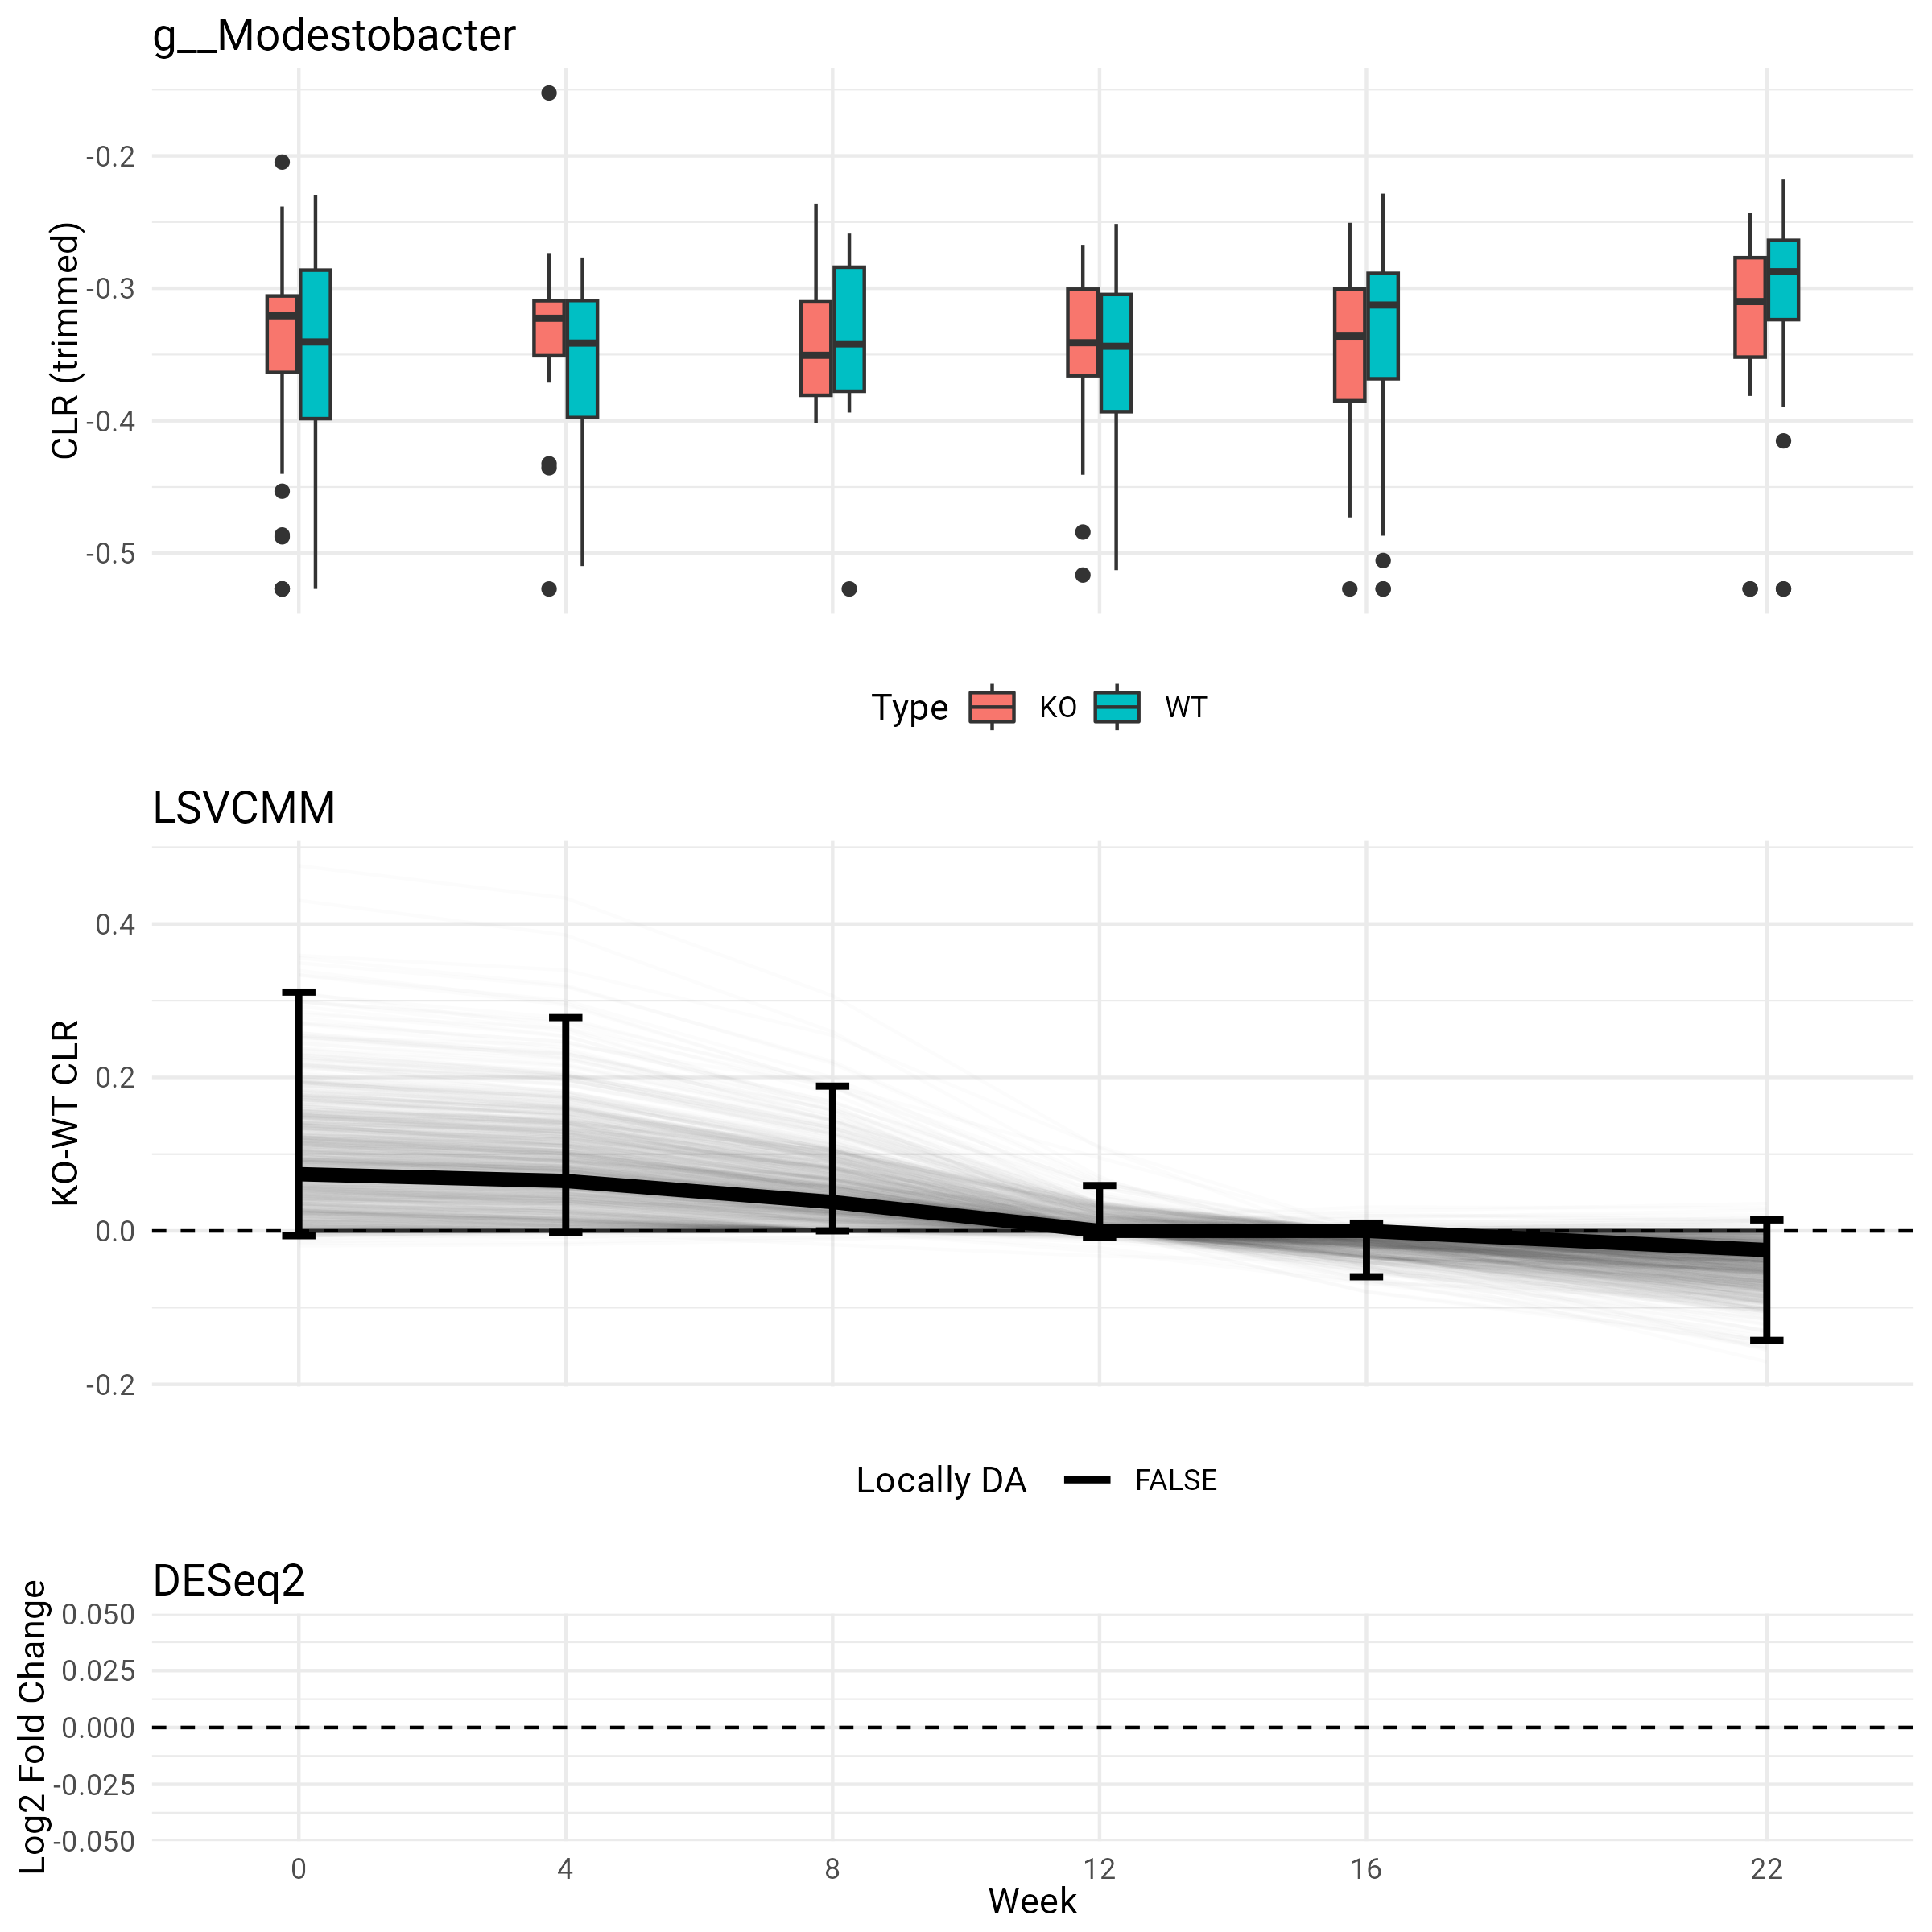 g__Modestobacter
CLR (trimmed)
-0.2
-0.3
-0.4
-0.5
Type KO WT
LSVCMM
KO-WT CLR
0.4
0.2
0.0
-0.2
Locally DA FALSE
DESeq2
Log2 Fold Change
0.050
0.025
0.000
-0.025
-0.050
0 4 8 12 16 22
Week